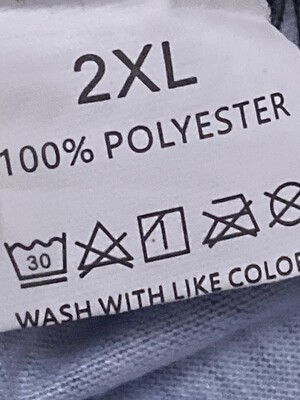 2XL
100% POLYESTER
30
WASH WITH LIKE COLOR